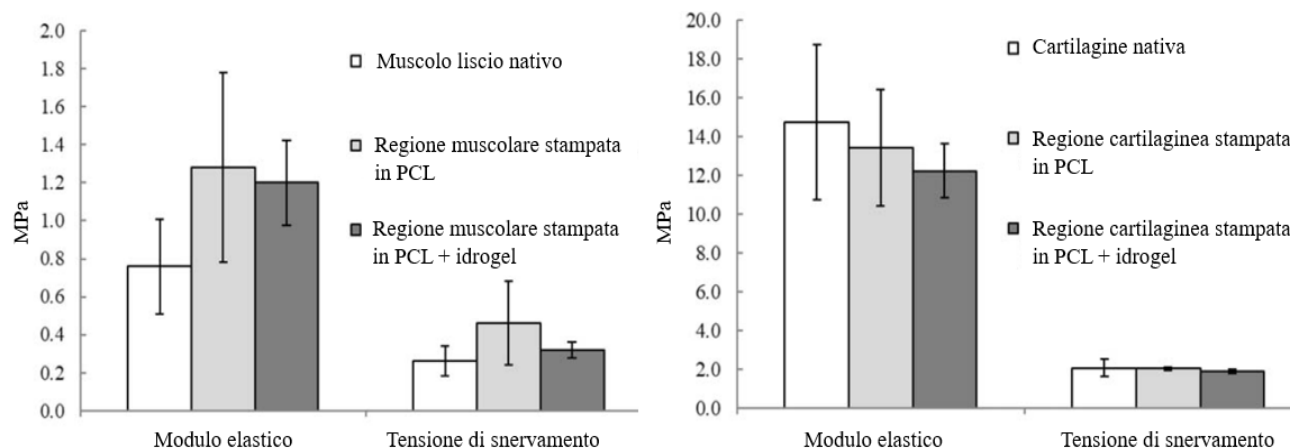 2.0
1.8
1.6
1.4
1.2
1.0
0.8
0.6
0.4
0.2
0.0
MPa
Muscolo liscio nativo
Regione muscolare stampata
in PCL
Regione muscolare stampata
in PCL + idrogel
Modulo elastico
Tensione di snervamento
20.0
18.0
16.0
14.0
12.0
10.0
8.0
6.0
4.0
2.0
0.0
MPa
Cartilagine nativa
Regione cartilaginea stampata
in PCL
Regione cartilaginea stampata
in PCL + idrogel
Modulo elastico
Tensione di snervamento